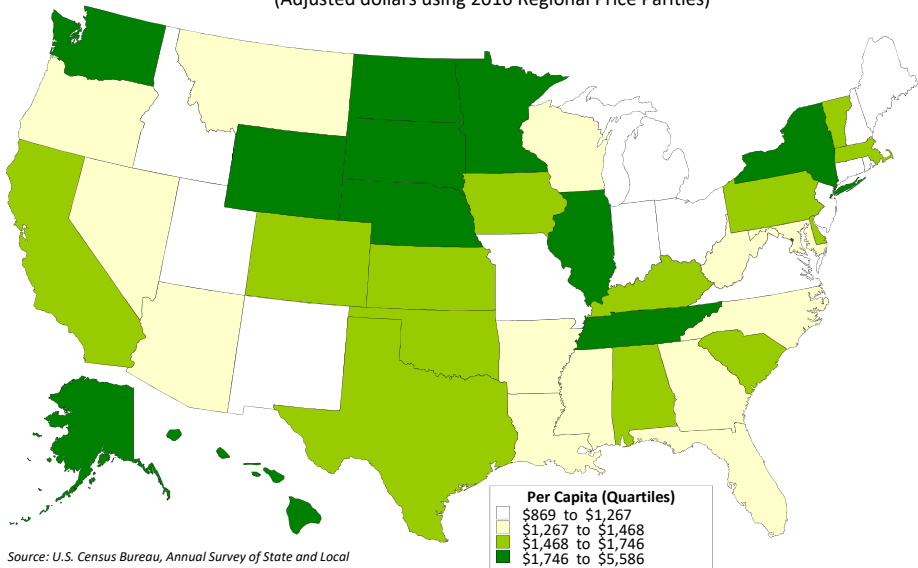 (Adjusted dollars using 2016 Regional Price Parities)
Per Capita (Quartiles)
$869 to $1,267
$1,267 to $1,468
$1,468 to $1,746
$1,746 to $5,586
Source: U.S. Census Bureau, Annual Survey of State and Local